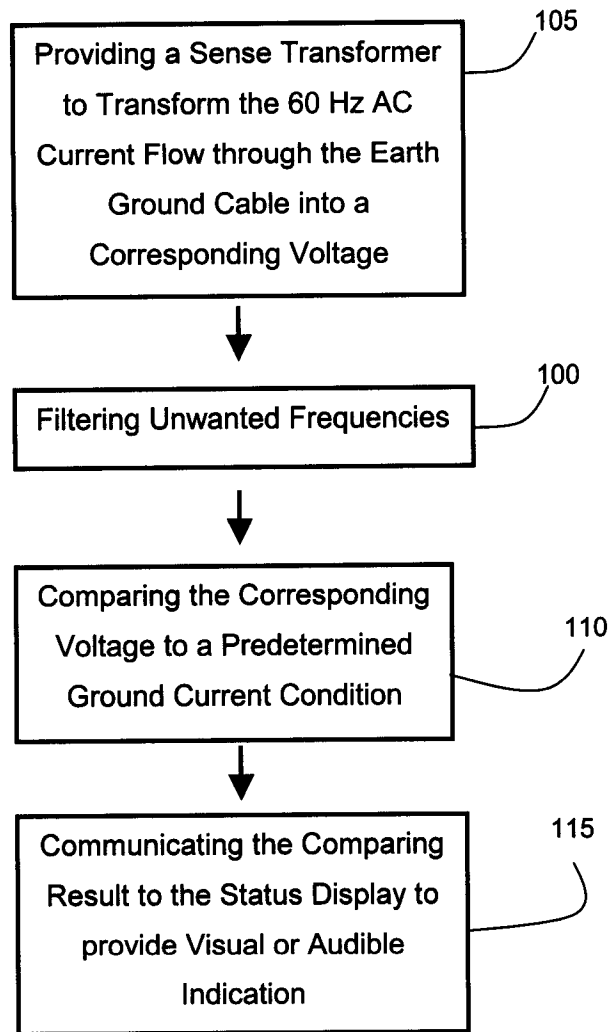 105
Providing a Sense Transformer
to Transform the 60 Hz AC
Current Flow through the Earth
Ground Cable into a
Corresponding Voltage
100
Filtering Unwanted Frequencies
Comparing the Corresponding
Voltage to a Predetermined
Ground Current Condition
110
Communicating the Comparing
Result to the Status Display to
provide Visual or Audible
Indication
115